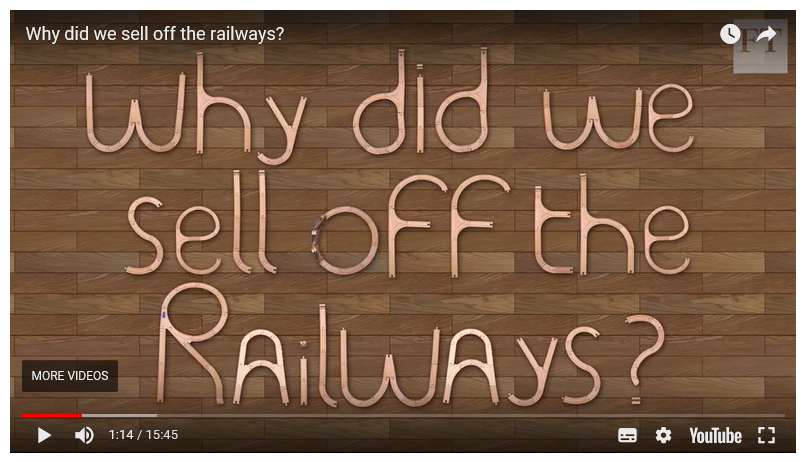 Why did we sell off the railways?
FT
why did we
sell off the
Railways?
MORE VIDEOS
1:14 / 15:45
YouTube